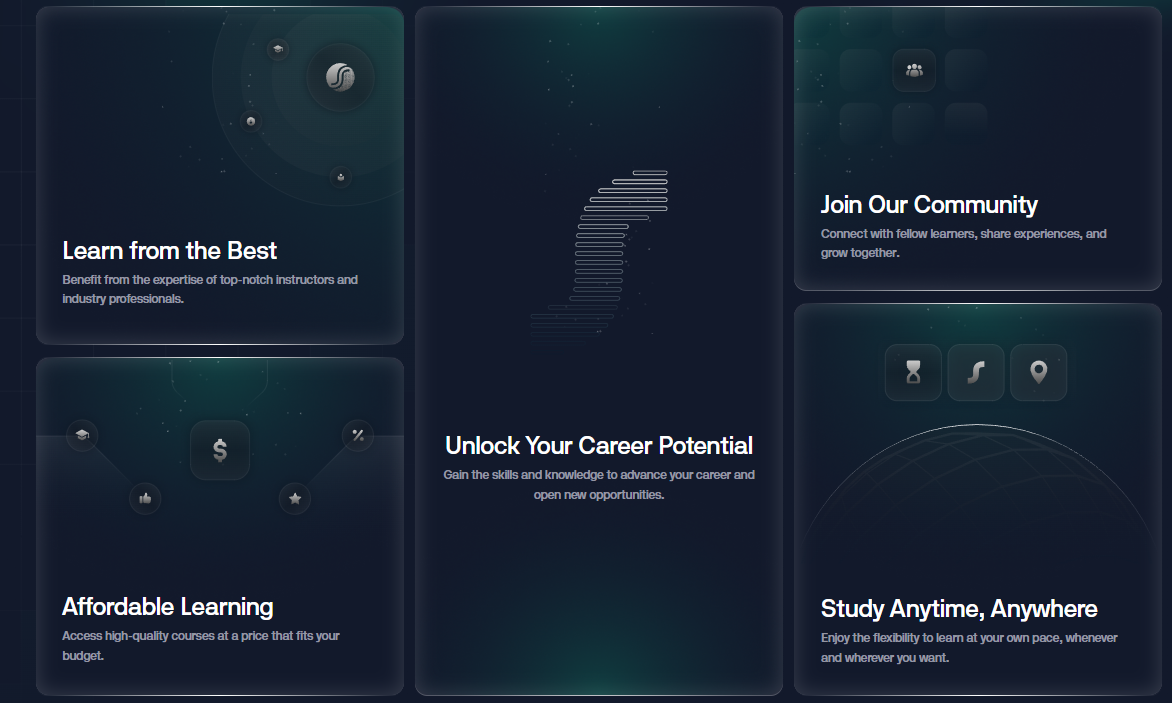 Learn from the Best
Benefit from the expertise of top-notch instructors and
industry professionals.
Affordable Learning
Access high-quality courses at a price that fits your
budget.
Unlock Your Career Potential
Gain the skills and knowledge to advance your career and
open new opportunities.
Join Our Community
Connect with fellow learners, share experiences, and
grow together.
Study Anytime, Anywhere
Enjoy the flexibility to learn at your own pace, whenever
and wherever you want.